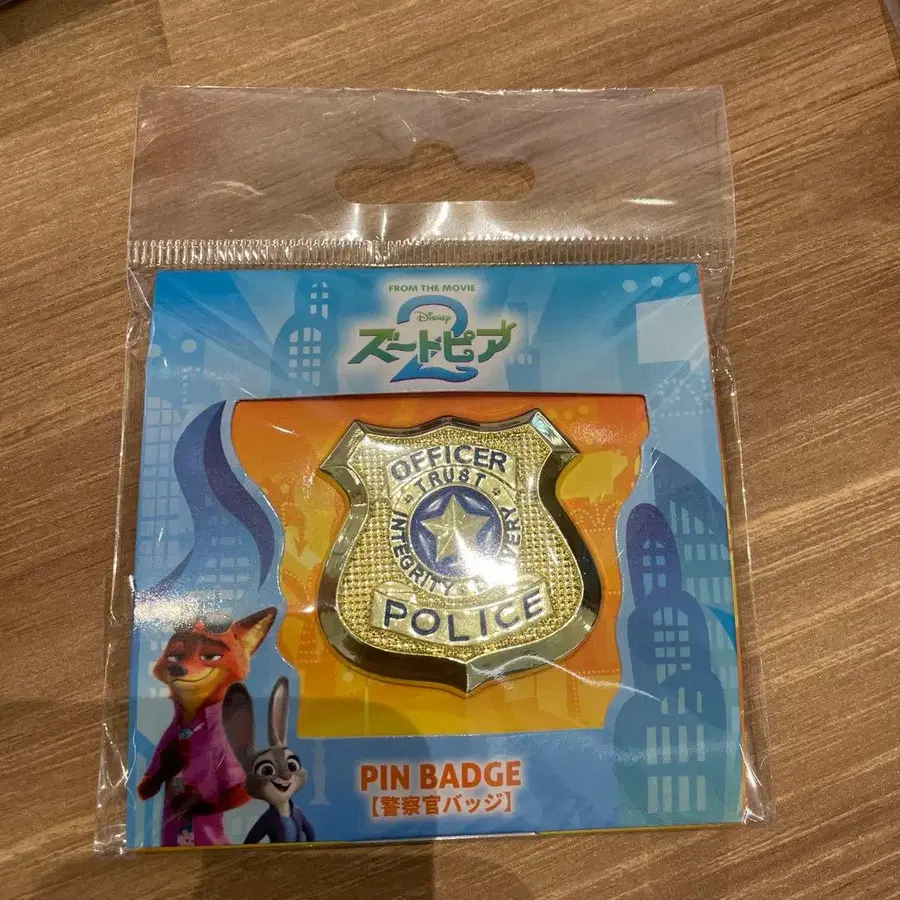 FROM THE MOVIE
Disney
ズートピア
2
OFFICER
TRUST
INTEGRITY
POLICE
PIN BADGE
【警察官バッジ】